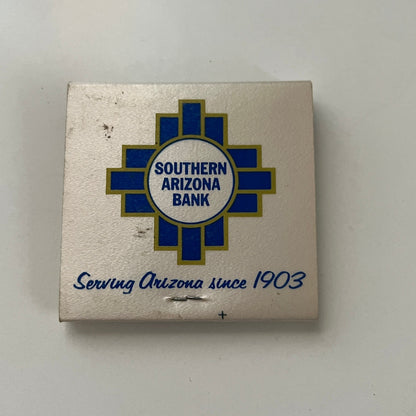 SOUTHERN
ARIZONA
BANK
Serving Arizona since 1903